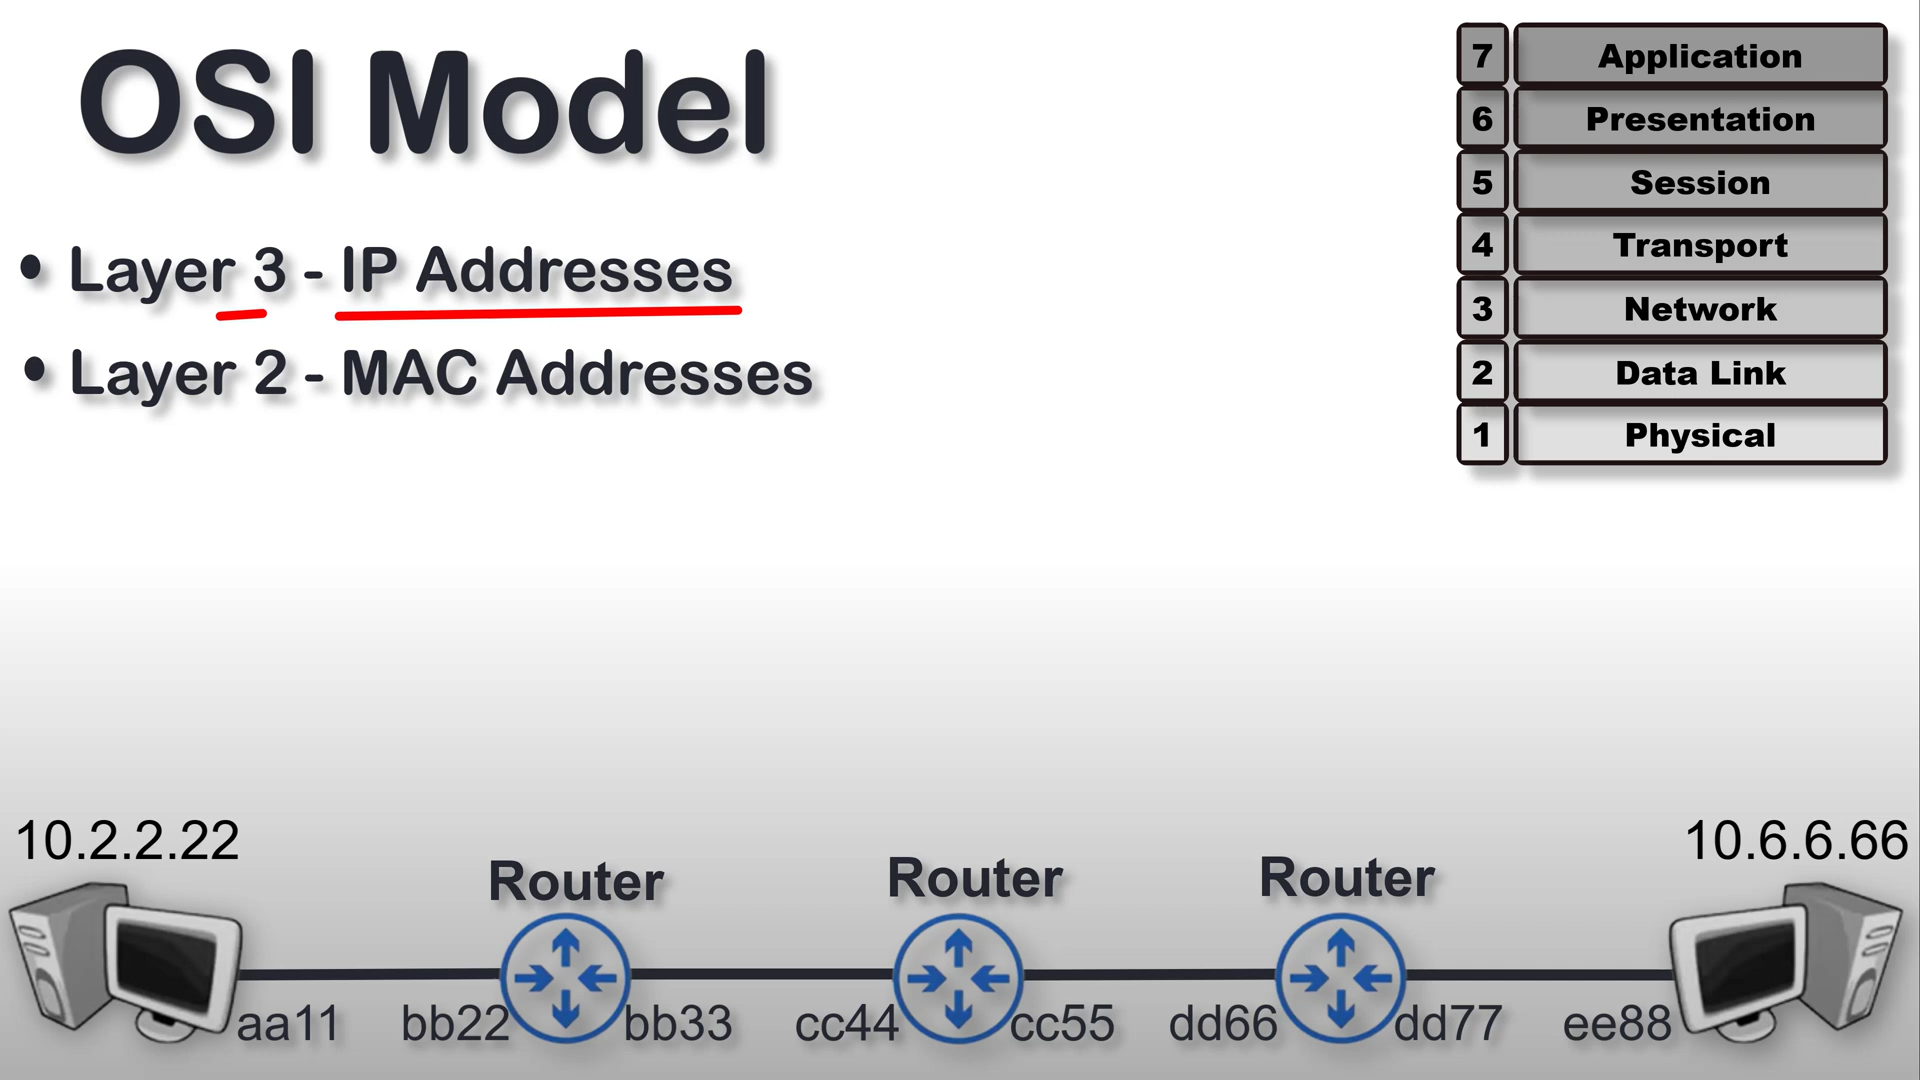 OSI Model
• Layer 3 - IP Addresses
• Layer 2 - MAC Addresses
7 Application
6 Presentation
5 Session
4 Transport
3 Network
2 Data Link
1 Physical
10.2.2.22
10.6.6.66
Router
Router
Router
aa11
bb22
bb33
cc44
cc55
dd66
dd77
ee88